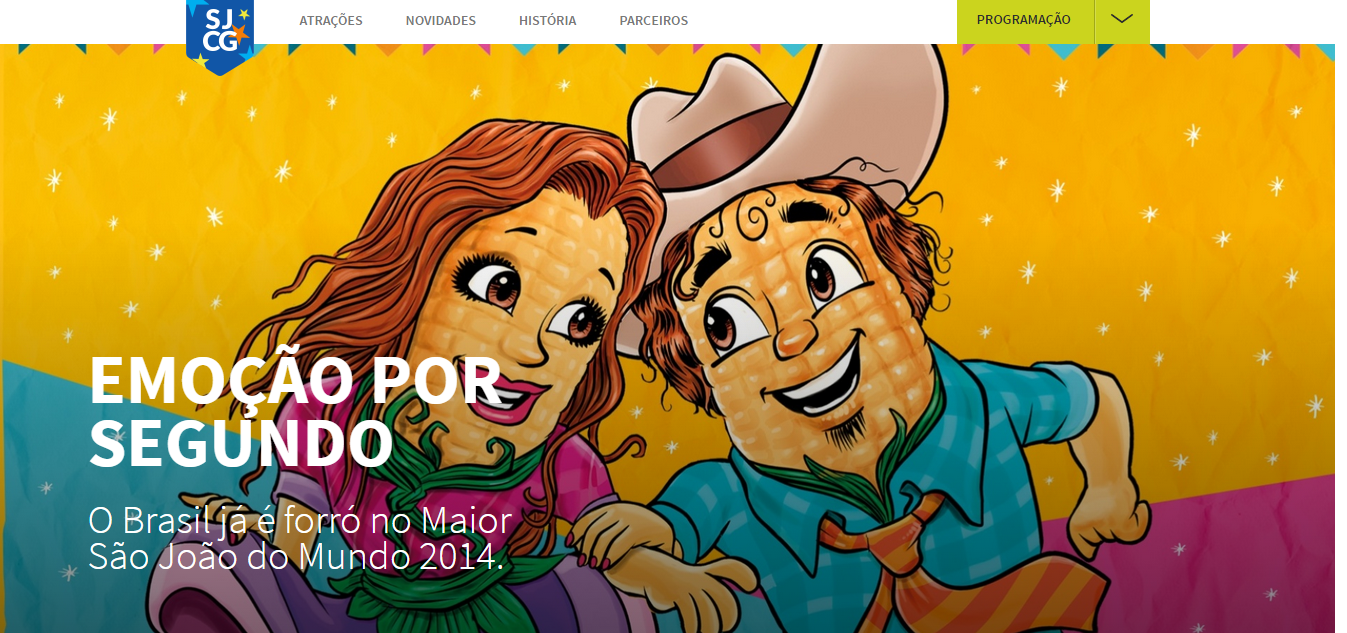 SJ
CG
ATRAÇÕES NOVIDADES HISTÓRIA PARCEIROS PROGRAMAÇÃO
EMOÇÃO POR
SEGUNDO
O Brasil já é forró no Maior
São João do Mundo 2014.